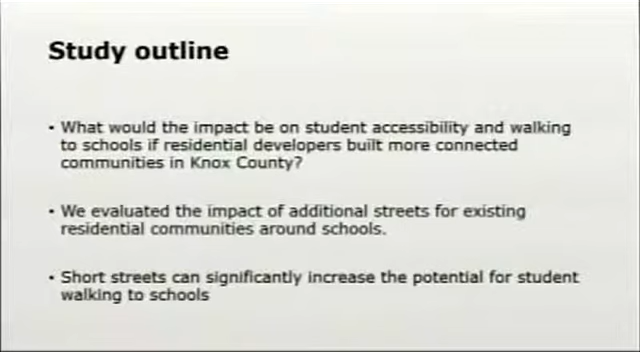 Study outline
• What would the impact be on student accessibility and walking
to schools if residential developers built more connected
communities in Knox County?
• We evaluated the impact of additional streets for existing
residential communities around schools.
• Short streets can significantly increase the potential for student
walking to schools